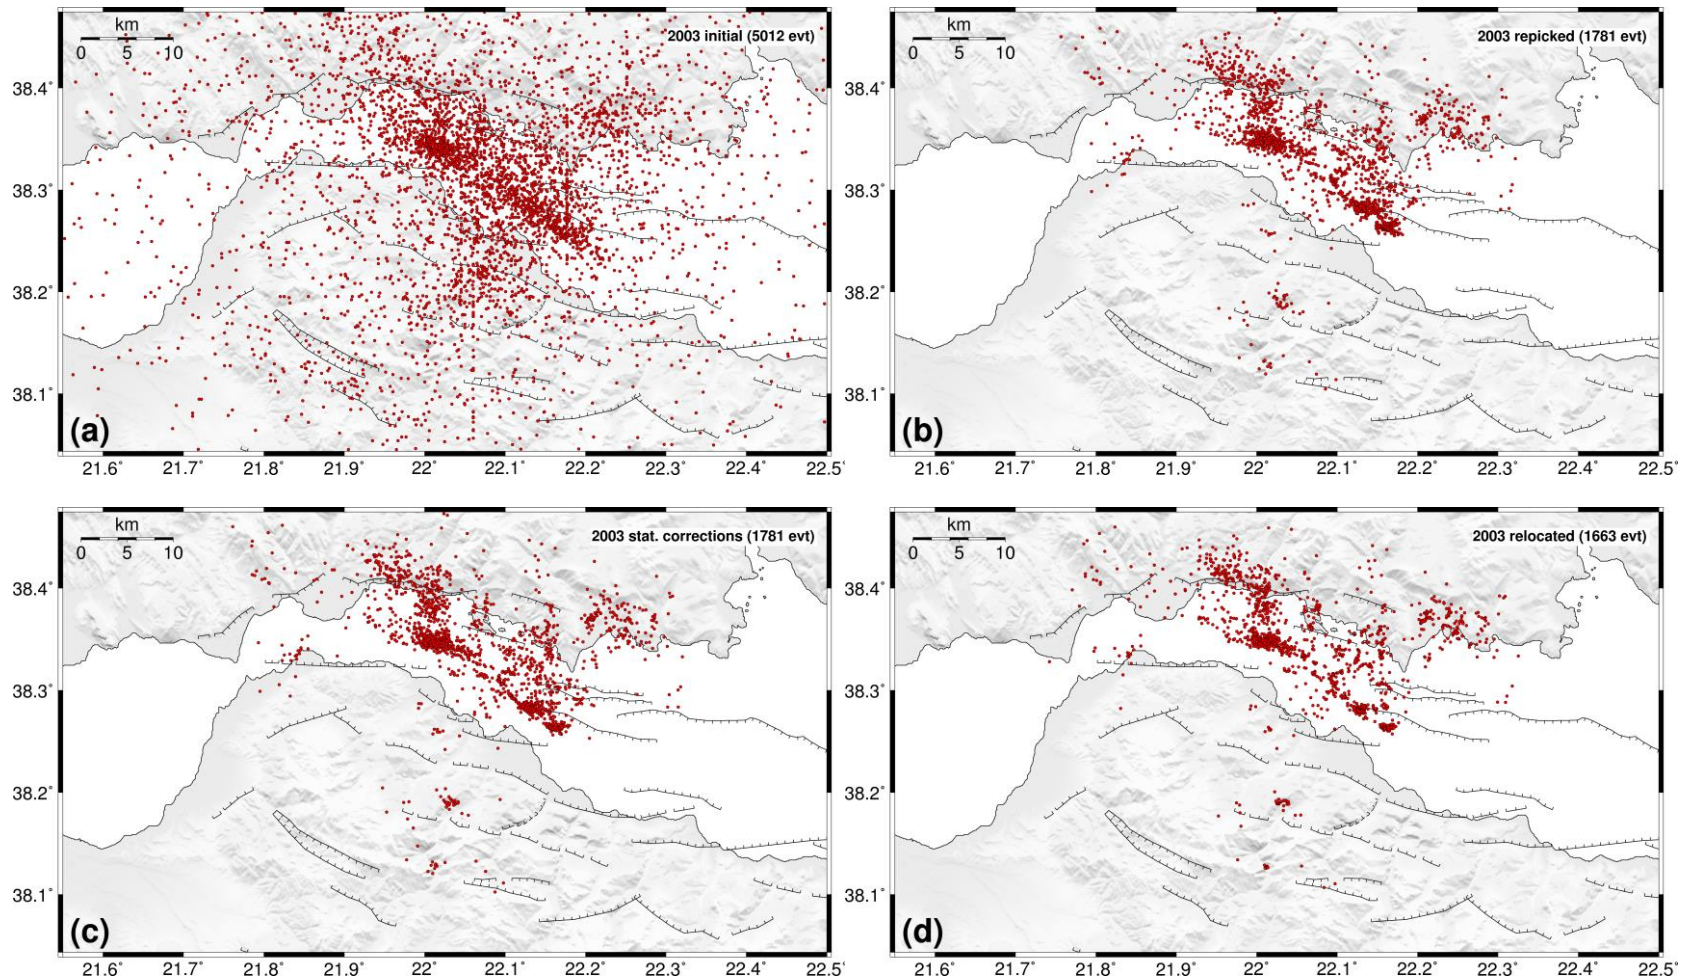 km
0 5 10
2003 initial (5012 evt)
38.4˚
38.3˚
38.2˚
38.1˚
(a)
21.6˚ 21.7˚ 21.8˚ 21.9˚ 22˚ 22.1˚ 22.2˚ 22.3˚ 22.4˚ 22.5˚
km
0 5 10
2003 repicked (1781 evt)
38.4˚
38.3˚
38.2˚
38.1˚
(b)
21.6˚ 21.7˚ 21.8˚ 21.9˚ 22˚ 22.1˚ 22.2˚ 22.3˚ 22.4˚ 22.5˚
km
0 5 10
2003 stat. corrections (1781 evt)
38.4˚
38.3˚
38.2˚
38.1˚
(c)
21.6˚ 21.7˚ 21.8˚ 21.9˚ 22˚ 22.1˚ 22.2˚ 22.3˚ 22.4˚ 22.5˚
km
0 5 10
2003 relocated (1663 evt)
38.4˚
38.3˚
38.2˚
38.1˚
(d)
21.6˚ 21.7˚ 21.8˚ 21.9˚ 22˚ 22.1˚ 22.2˚ 22.3˚ 22.4˚ 22.5˚